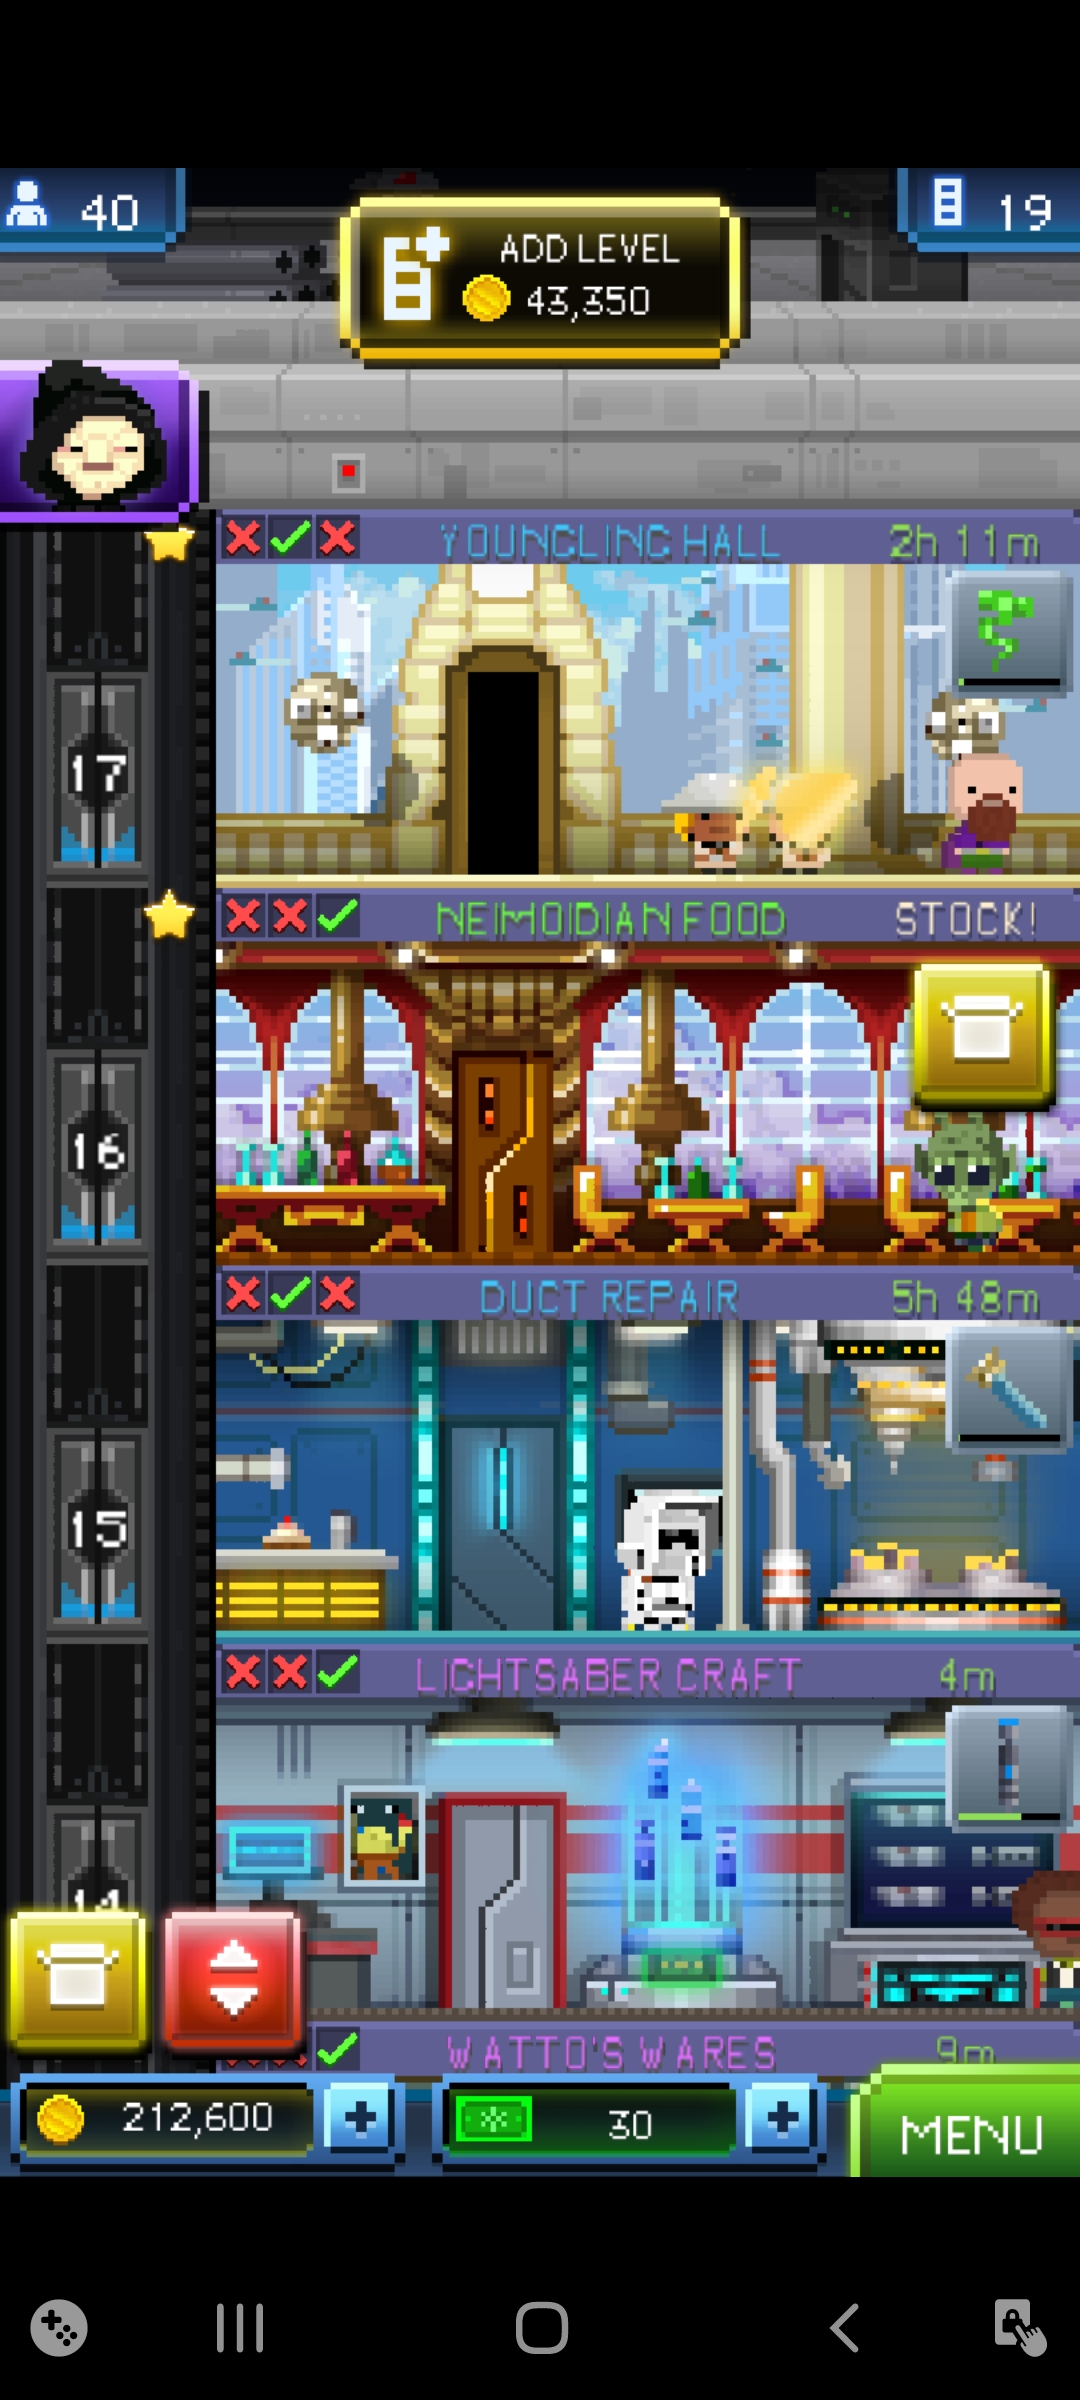 40
ADD LEVEL
43,350
19
YOUNGLING HALL
2h 11m
17
NEIMOIDIAN FOOD
STOCK!
16
DUCT REPAIR
5h 48m
15
LIGHTSABER CRAFT
4m
14
WATTO'S WARES
9m
212,600
30
MENU